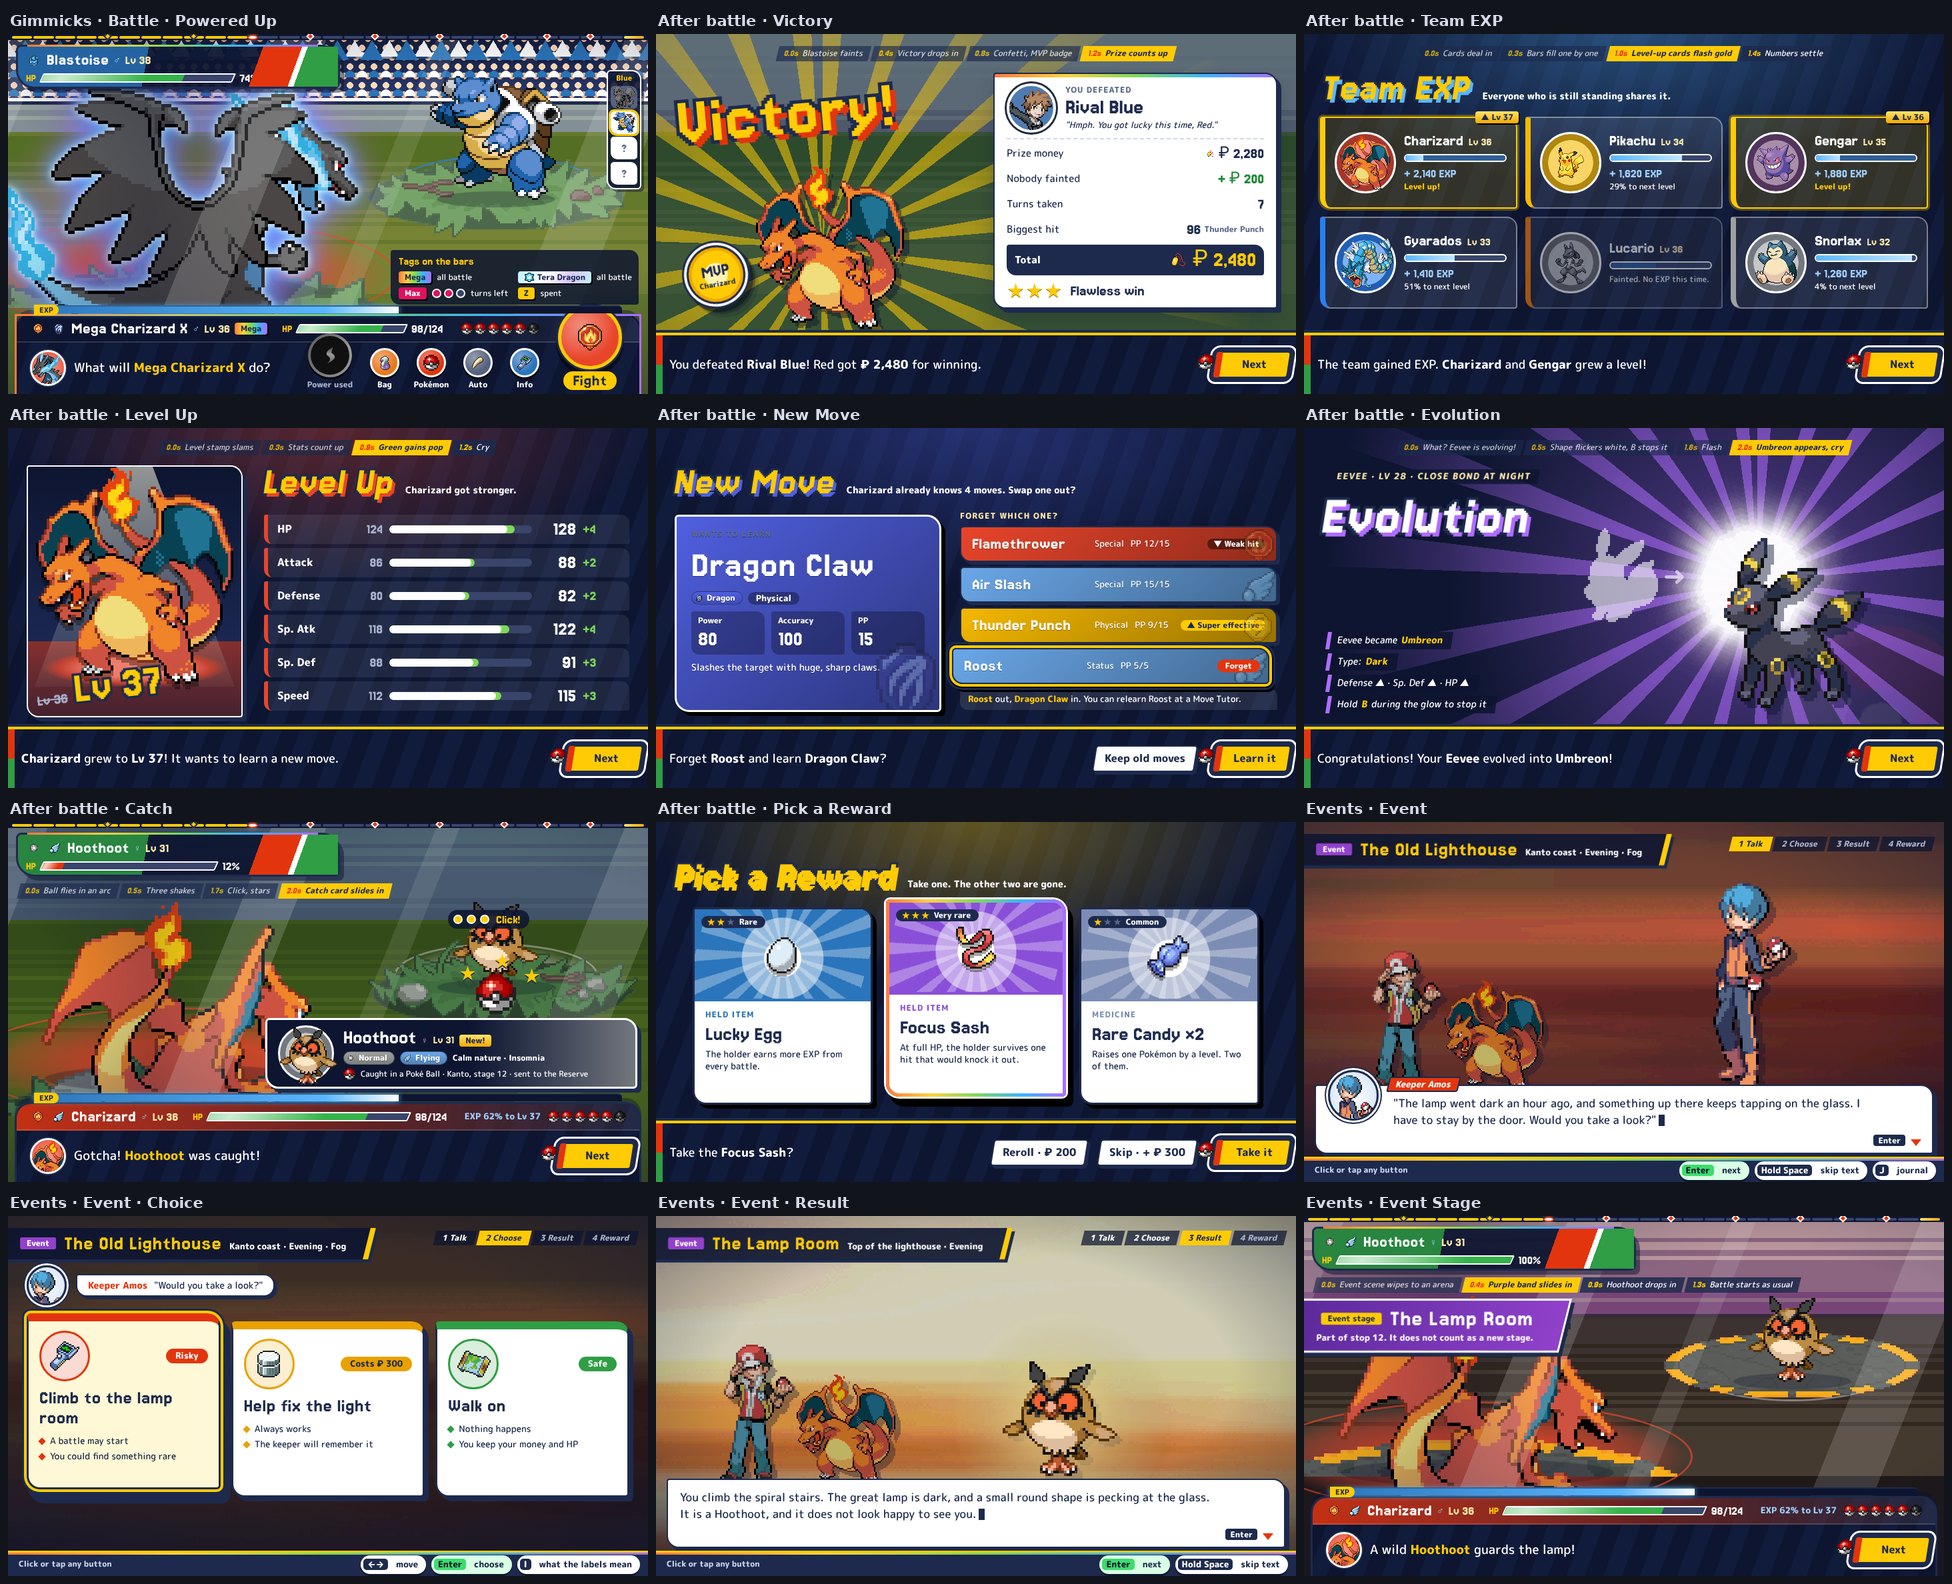 Gimmicks · Battle · Powered Up
Blastoise ♂ Lv 38
HP
Blue
?
?
Tags on the bars
Mega all battle
Tera Dragon all battle
Max turns left
Z spent
EXP
Mega Charizard X ♂ Lv 36 Mega HP 98/124
What will Mega Charizard X do?
Power used
Bag
Pokémon
Auto
Info
Fight
After battle · Victory
0.0s Blastoise faints
0.4s Victory drops in
0.8s Confetti, MVP badge
1.2s Prize counts up
Victory!
MVP
Charizard
YOU DEFEATED
Rival Blue
"Hmph. You got lucky this time, Red."
Prize money ₽ 2,280
Nobody fainted + ₽ 200
Turns taken 7
Biggest hit 96 Thunder Punch
Total ₽ 2,480
Flawless win
You defeated Rival Blue! Red got ₽ 2,480 for winning.
Next
After battle · Team EXP
0.0s Cards deal in
0.3s Bars fill one by one
1.0s Level-up cards flash gold
1.4s Numbers settle
Team EXP
Everyone who is still standing shares it.
▲ Lv 37
Charizard Lv 36
+ 2,140 EXP
Level up!
Pikachu Lv 34
+ 1,620 EXP
29% to next level
▲ Lv 36
Gengar Lv 35
+ 1,880 EXP
Level up!
Gyarados Lv 33
+ 1,410 EXP
51% to next level
Lucario Lv 36
Fainted. No EXP this time.
Snorlax Lv 32
+ 1,260 EXP
4% to next level
The team gained EXP. Charizard and Gengar grew a level!
Next
After battle · Level Up
0.0s Level stamp slams
0.3s Stats count up
0.9s Green gains pop
1.2s Cry
Lv 36
Lv 37
Level Up
Charizard got stronger.
HP 124 128 +4
Attack 86 88 +2
Defense 80 82 +2
Sp. Atk 118 122 +4
Sp. Def 88 91 +3
Speed 112 115 +3
Charizard grew to Lv 37! It wants to learn a new move.
Next
After battle · New Move
New Move
Charizard already knows 4 moves. Swap one out?
WANTS TO LEARN
Dragon Claw
Dragon
Physical
Power
80
Accuracy
100
PP
15
Slashes the target with huge, sharp claws.
FORGET WHICH ONE?
Flamethrower Special PP 12/15 ▼ Weak hit
Air Slash Special PP 15/15
Thunder Punch Physical PP 9/15 ▲ Super effective
Roost Status PP 5/5 Forget
Roost out, Dragon Claw in. You can relearn Roost at a Move Tutor.
Forget Roost and learn Dragon Claw?
Keep old moves
Learn it
After battle · Evolution
0.0s What? Eevee is evolving!
0.5s Shape flickers white, B stops it
1.8s Flash
2.0s Umbreon appears, cry
EEVEE · LV 28 · CLOSE BOND AT NIGHT
Evolution
Eevee became Umbreon
Type: Dark
Defense ▲ · Sp. Def ▲ · HP ▲
Hold B during the glow to stop it
Congratulations! Your Eevee evolved into Umbreon!
Next
After battle · Catch
Hoothoot ♀ Lv 31
HP 12%
0.0s Ball flies in an arc
0.5s Three shakes
1.7s Click, stars
2.0s Catch card slides in
Click!
Hoothoot ♀ Lv 31 New!
Normal
Flying
Calm nature · Insomnia
Caught in a Poké Ball · Kanto, stage 12 · sent to the Reserve
EXP
Charizard ♂ Lv 36 HP 98/124 EXP 62% to Lv 37
Gotcha! Hoothoot was caught!
Next
After battle · Pick a Reward
Pick a Reward
Take one. The other two are gone.
Rare
HELD ITEM
Lucky Egg
The holder earns more EXP from
every battle.
Very rare
HELD ITEM
Focus Sash
At full HP, the holder survives one
hit that would knock it out.
Common
MEDICINE
Rare Candy ×2
Raises one Pokémon by a level. Two
of them.
Take the Focus Sash?
Reroll · ₽ 200
Skip · + ₽ 300
Take it
Events · Event
Event
The Old Lighthouse
Kanto coast · Evening · Fog
1 Talk
2 Choose
3 Result
4 Reward
Keeper Amos
"The lamp went dark an hour ago, and something up there keeps tapping on the glass. I
have to stay by the door. Would you take a look?"
Enter
Click or tap any button
Enter next
Hold Space skip text
J journal
Events · Event · Choice
Event
The Old Lighthouse
Kanto coast · Evening · Fog
1 Talk
2 Choose
3 Result
4 Reward
Keeper Amos "Would you take a look?"
Risky
Climb to the lamp
room
A battle may start
You could find something rare
Costs ₽ 300
Help fix the light
Always works
The keeper will remember it
Safe
Walk on
Nothing happens
You keep your money and HP
Click or tap any button
←→ move
Enter choose
I what the labels mean
Events · Event · Result
Event
The Lamp Room
Top of the lighthouse · Evening
1 Talk
2 Choose
3 Result
4 Reward
You climb the spiral stairs. The great lamp is dark, and a small round shape is pecking at the glass.
It is a Hoothoot, and it does not look happy to see you.
Enter
Click or tap any button
Enter next
Hold Space skip text
Events · Event Stage
Hoothoot ♀ Lv 31
HP 100%
0.0s Event scene wipes to an arena
0.4s Purple band slides in
0.9s Hoothoot drops in
1.3s Battle starts as usual
Event stage
The Lamp Room
Part of stop 12. It does not count as a new stage.
EXP
Charizard ♂ Lv 36 HP 98/124 EXP 62% to Lv 37
A wild Hoothoot guards the lamp!
Next